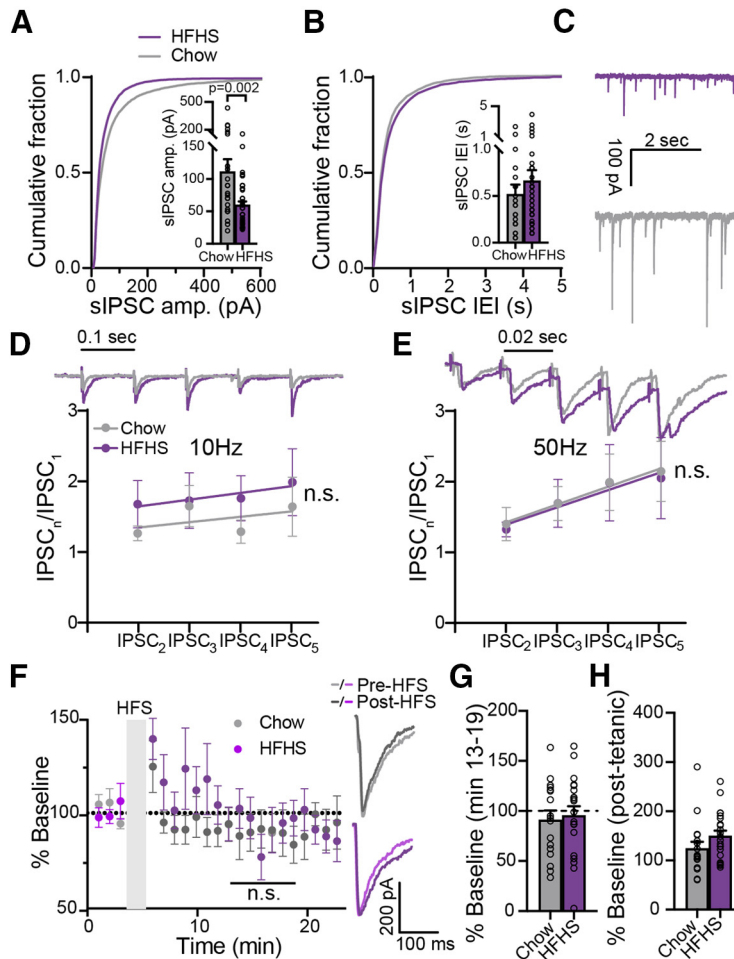 A
HFHS
Chow
Cumulative fraction
1.0
0.5
0.0
0
200
400
600
sIPSC amp. (pA)
p=0.002
sIPSC amp. (pA)
500
200
150
100
50
0
Chow HFHS
B
Cumulative fraction
1.0
0.5
0.0
0
1
2
3
4
5
sIPSC IEI (s)
sIPSC IEI (s)
5
1
1.0
0.5
0.0
Chow HFHS
C
2 sec
100 pA
D
0.1 sec
Chow
HFHS
10Hz
n.s.
IPSCn/IPSC1
3
2
1
0
IPSC2 IPSC3 IPSC4 IPSC5
E
0.02 sec
50Hz
n.s.
IPSCn/IPSC1
3
2
1
0
IPSC2 IPSC3 IPSC4 IPSC5
F
HFS
Chow
HFHS
% Baseline
150
100
50
n.s.
0
10
20
Time (min)
-/- Pre-HFS
-/- Post-HFS
200 pA
100 ms
G
% Baseline (min 13-19)
200
150
100
50
0
Chow
HFHS
H
% Baseline (post-tetanic)
400
300
200
100
0
Chow
HFHS